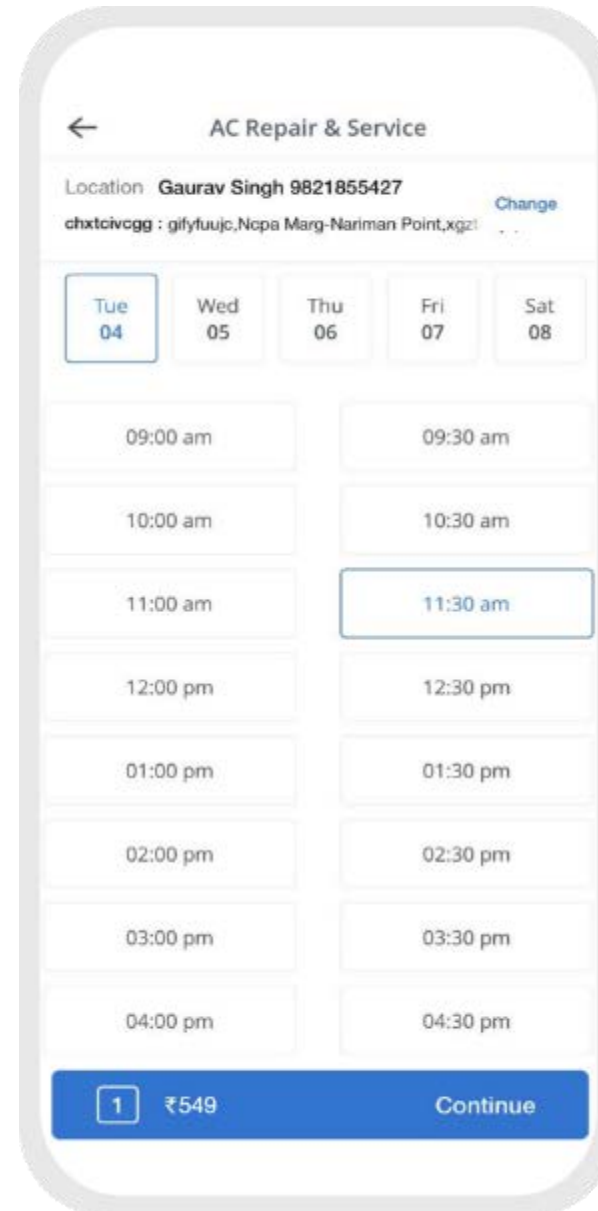 AC Repair & Service
Location Gaurav Singh 9821855427
Change
chxtcivcgg : gifyfuujc,Ncpa Marg-Nariman Point,
Tue Wed Thu Fri Sat
04 05 06 07 08
09:00 am 09:30 am
10:00 am 10:30 am
11:00 am 11:30 am
12:00 pm 12:30 pm
01:00 pm 01:30 pm
02:00 pm 02:30 pm
03:00 pm 03:30 pm
04:00 pm 04:30 pm
1 ₹549 Continue